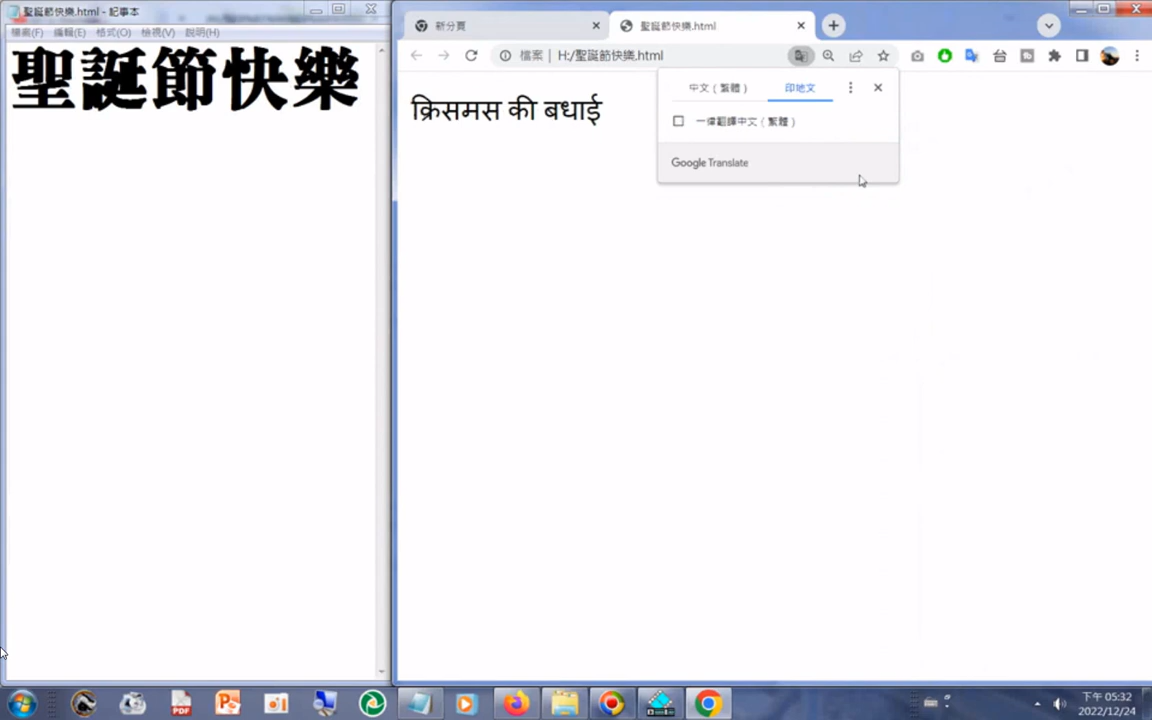 聖誕節快樂.html - 記事本
檔案(F) 編輯(E) 格式(O) 檢視(V) 說明(H)
聖誕節快樂
新分頁
聖誕節快樂.html
檔案 | H:/聖誕節快樂.html
中文（繁體） 印地文
一律翻譯中文（繁體）
Google Translate
क्रिसमस की बधाई
下午 05:32
2022/12/24